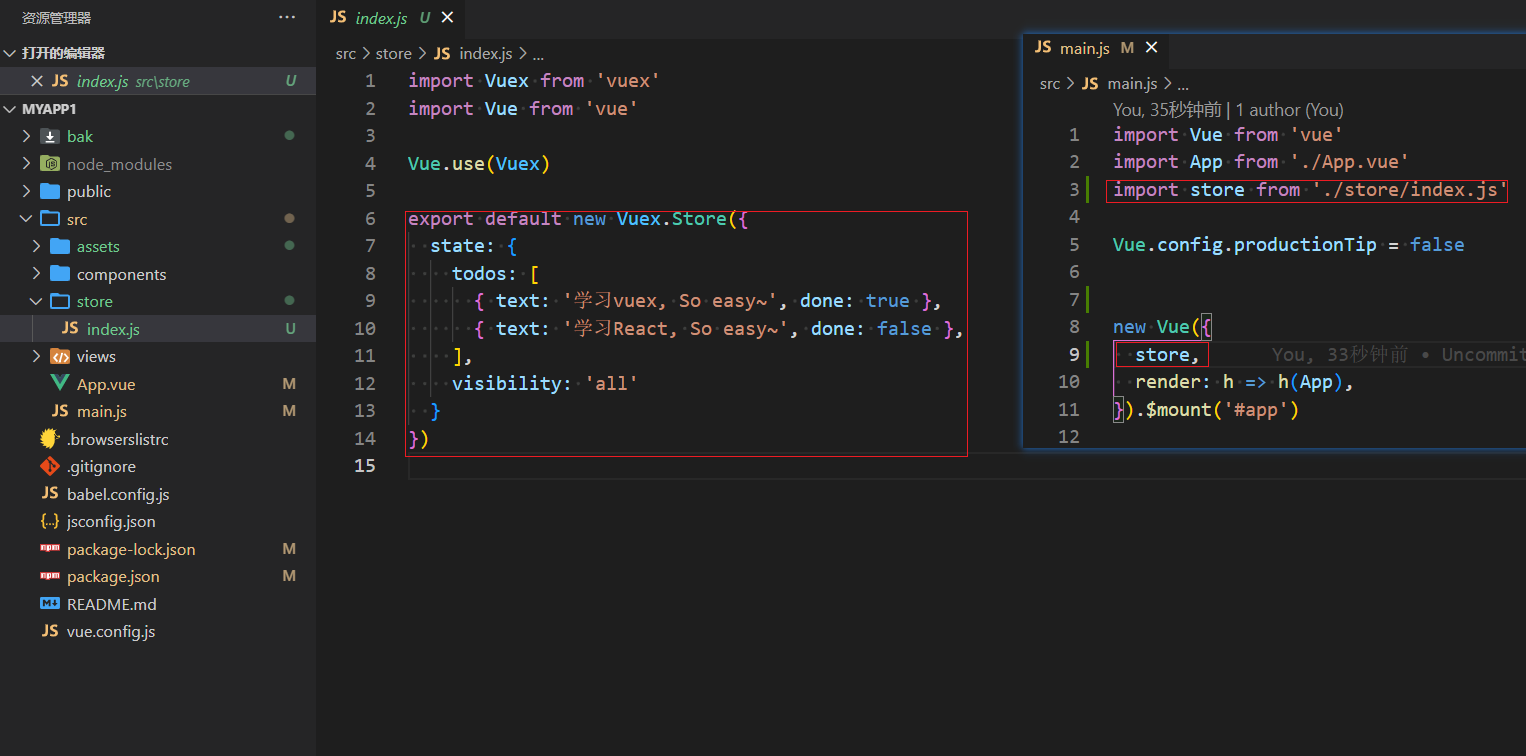 资源管理器 ...
打开的编辑器
JS index.js src\store U
MYAPP1
bak
node_modules
public
src
assets
components
store
JS index.js U
views
App.vue M
JS main.js M
.browserslistrc
.gitignore
JS babel.config.js
{..} jsconfig.json
npm package-lock.json M
npm package.json M
README.md
JS vue.config.js
JS index.js U
src > store > JS index.js > ...
1 import Vuex from 'vuex'
2 import Vue from 'vue'
3
4 Vue.use(Vuex)
5
6 export default new Vuex.Store({
7 state: {
8 todos: [
9 { text: '学习vuex, So easy~', done: true },
10 { text: '学习React, So easy~', done: false },
11 ],
12 visibility: 'all'
13 }
14 })
15
JS main.js M
src > JS main.js > ...
You, 35秒钟前 | 1 author (You)
1 import Vue from 'vue'
2 import App from './App.vue'
3 import store from './store/index.js'
4
5 Vue.config.productionTip = false
6
7
8 new Vue({
9 store, You, 33秒钟前 • Uncommit
10 render: h => h(App),
11 }).$mount('#app')
12